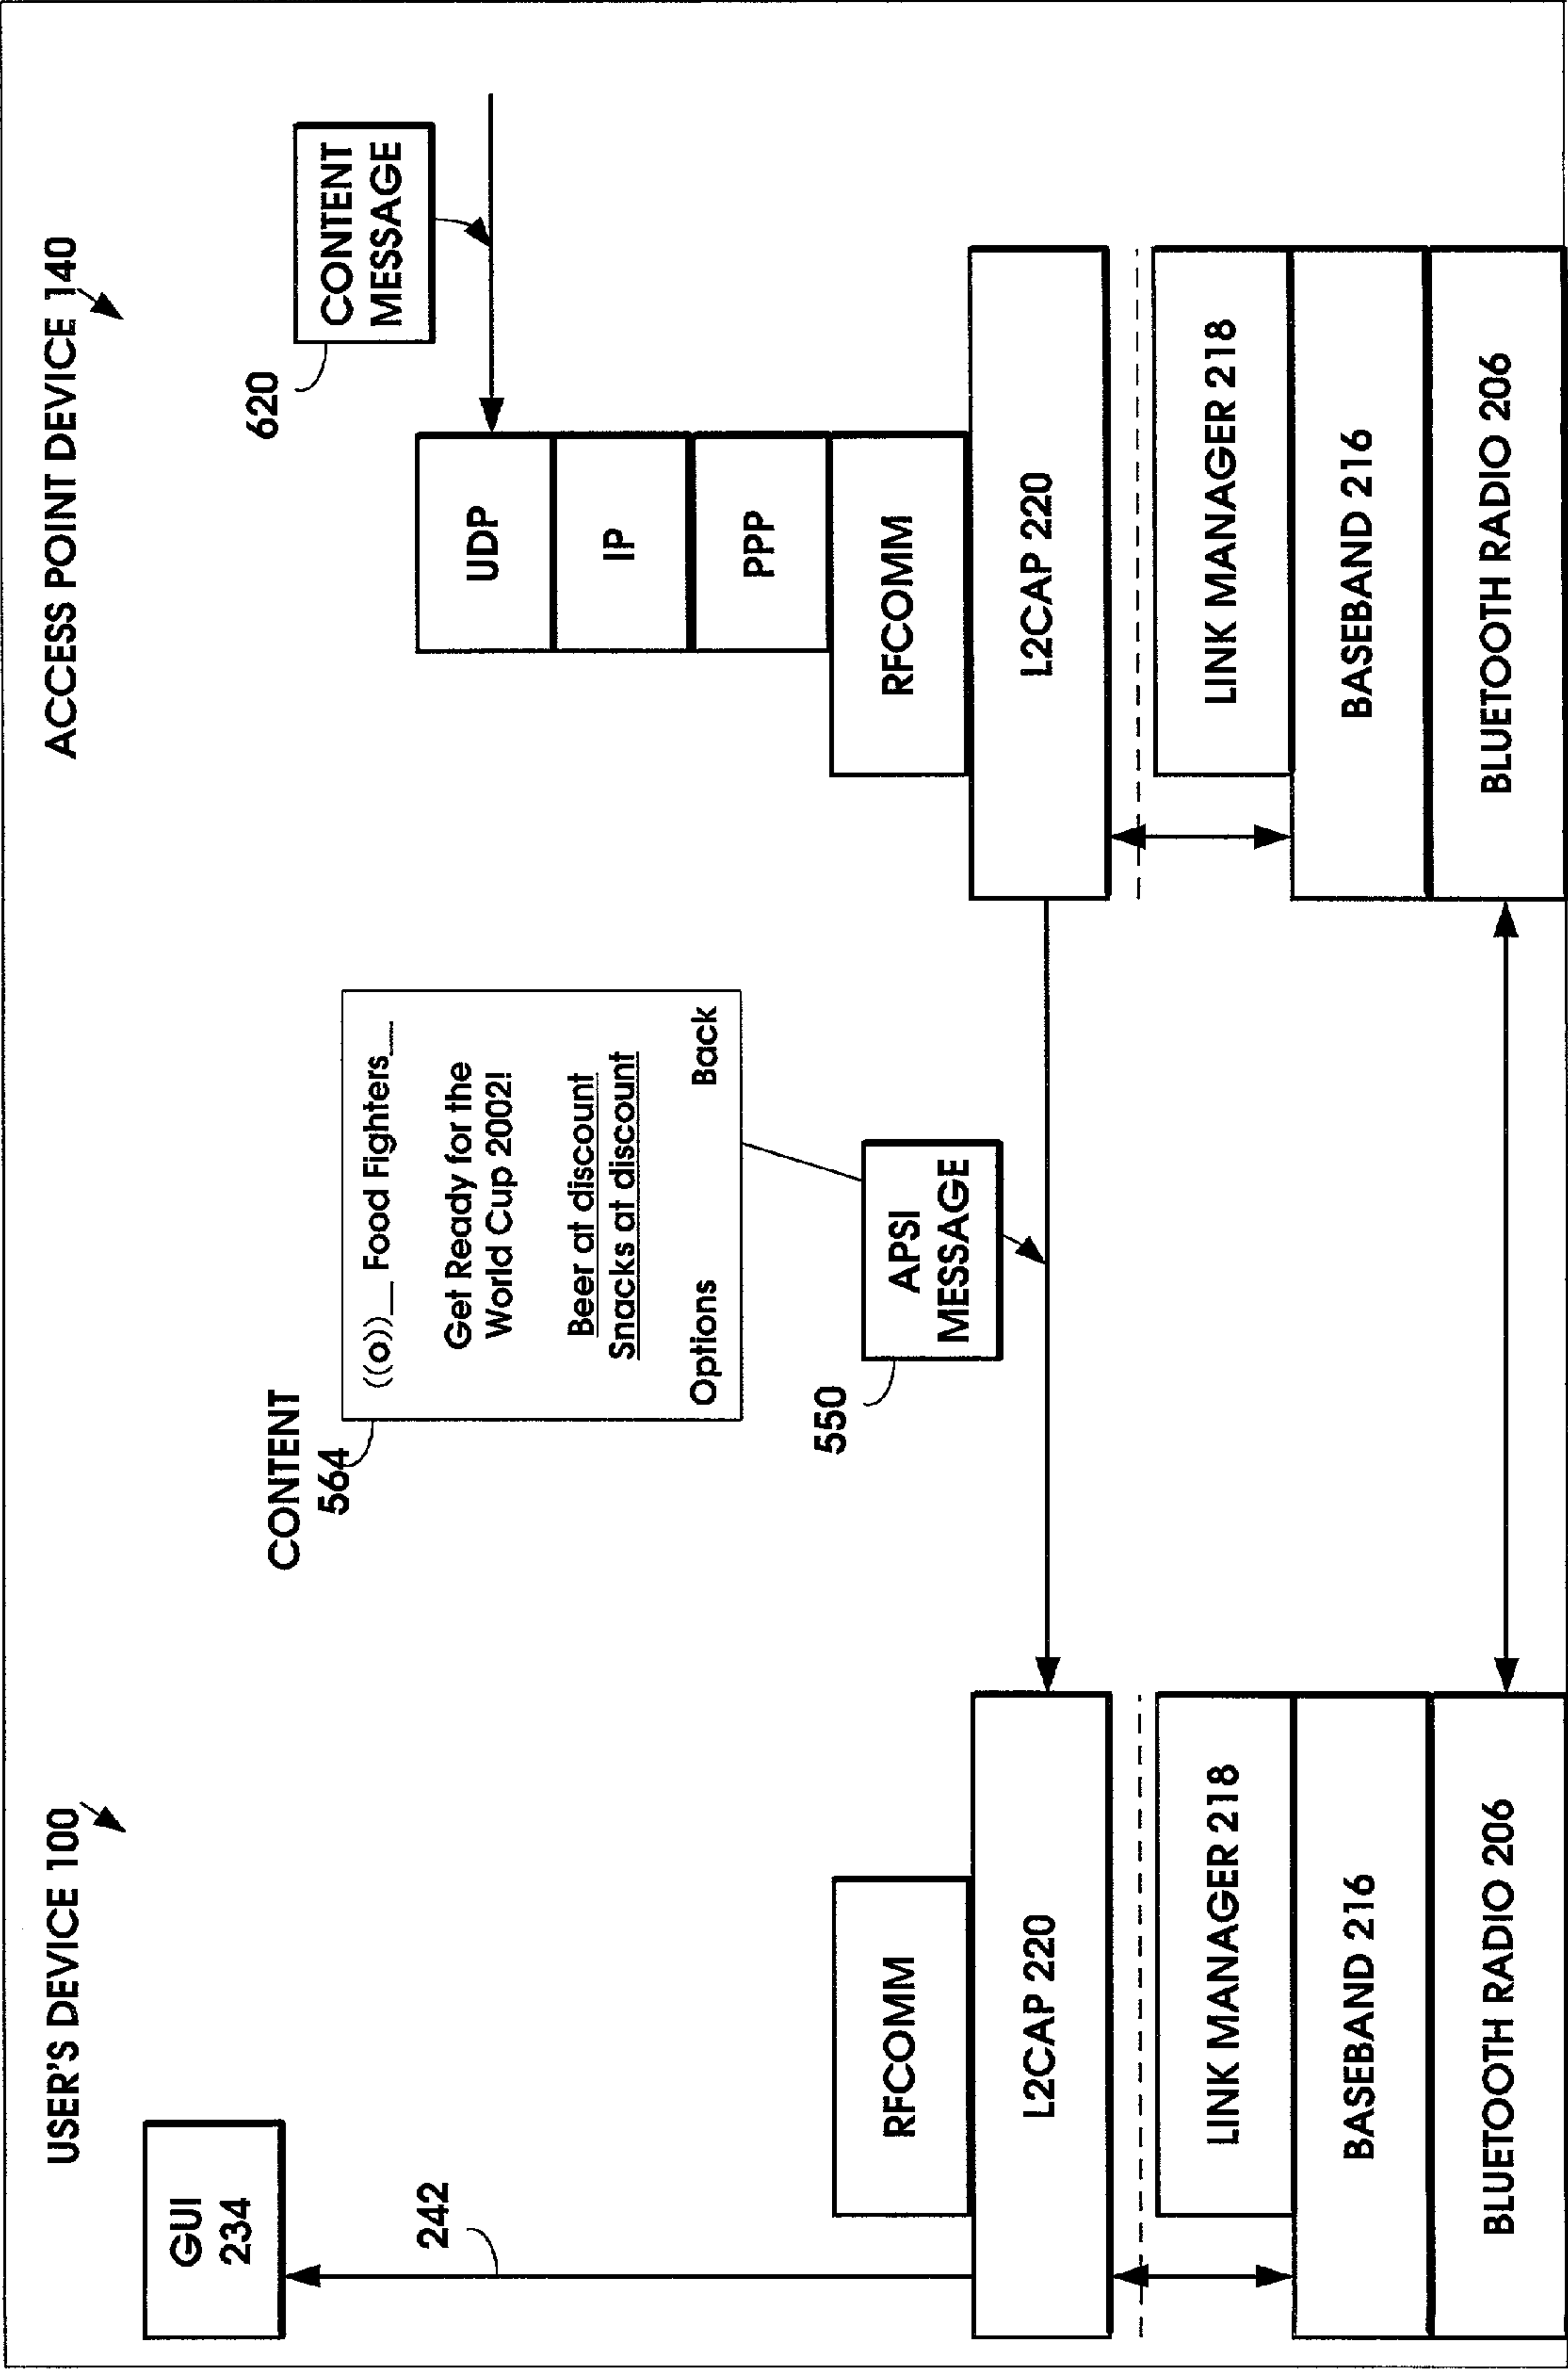 USER'S DEVICE 100
ACCESS POINT DEVICE 140
GUI
234
242
CONTENT
564
((o))__ Food Fighters__
Get Ready for the
World Cup 2002!
Beer at discount
Snacks at discount
Options Back
620
CONTENT
MESSAGE
UDP
IP
PPP
RFCOMM
RFCOMM
550
APSI
MESSAGE
L2CAP 220
L2CAP 220
LINK MANAGER 218
LINK MANAGER 218
BASEBAND 216
BASEBAND 216
BLUETOOTH RADIO 206
BLUETOOTH RADIO 206